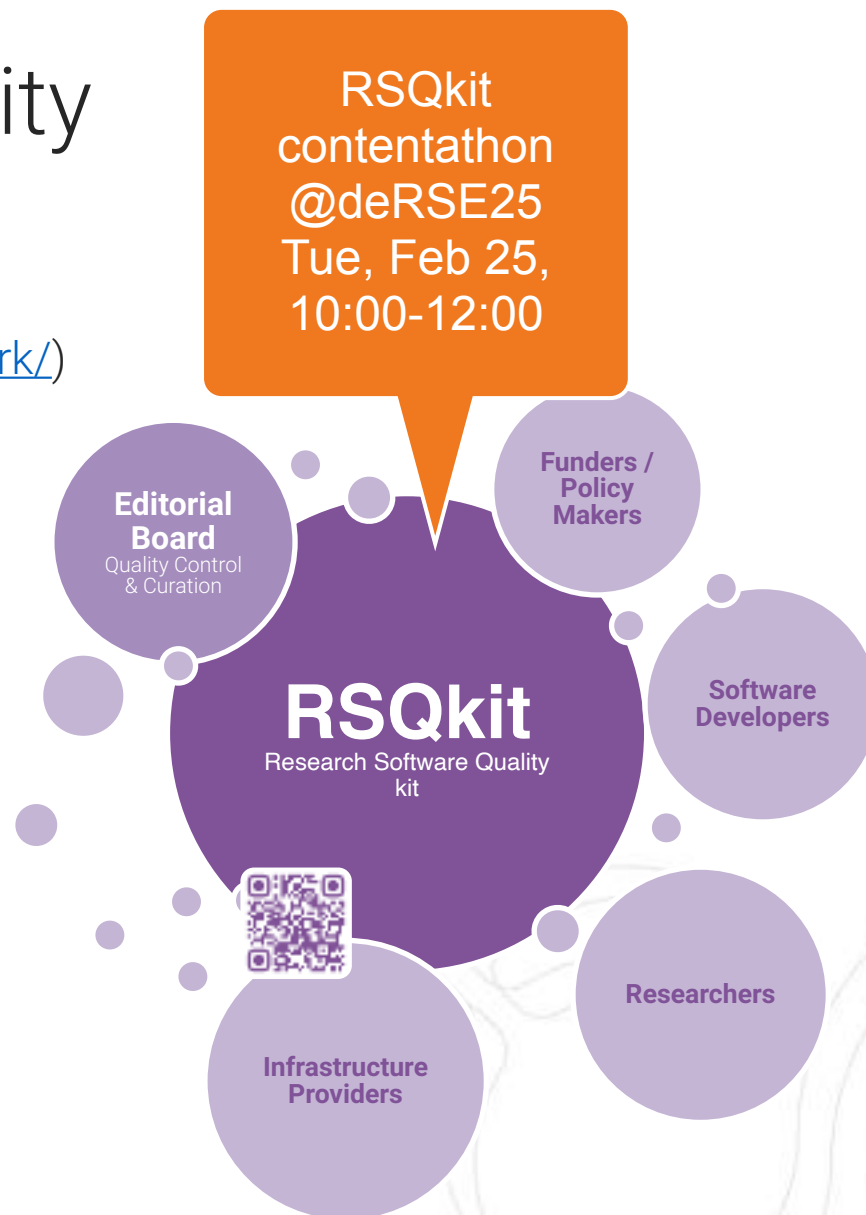 ity
RSQkit
contentathon
@deRSE25
Tue, Feb 25,
10:00-12:00
rk/)
Funders /
Policy
Makers
Editorial
Board
Quality Control
& Curation
Software
Developers
RSQkit
Research Software Quality
kit
Researchers
Infrastructure
Providers